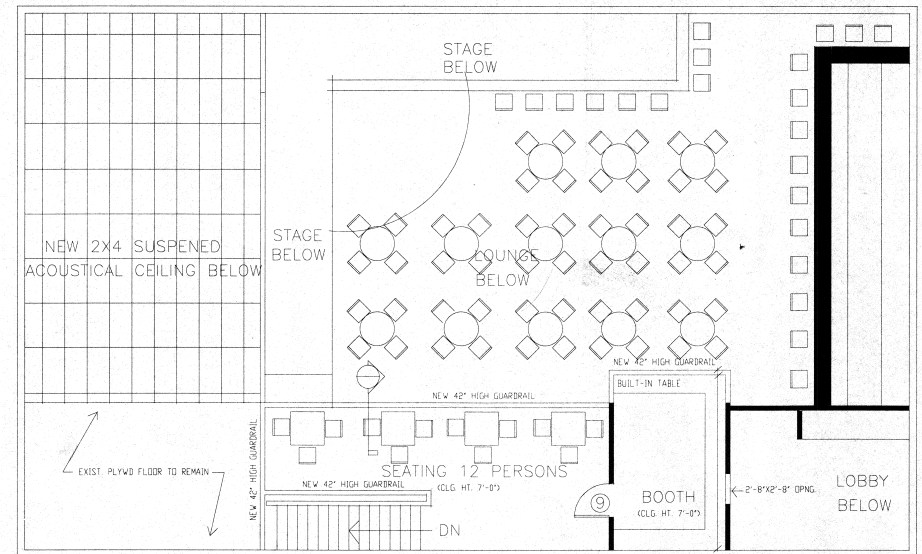 STAGE
BELOW
NEW 2X4 SUSPENED
ACOUSTICAL CEILING BELOW
STAGE
BELOW
LOUNGE
BELOW
NEW 42" HIGH GUARDRAIL
BUILT-IN TABLE
NEW 42" HIGH GUARDRAIL
NEW 42" HIGH GUARDRAIL
EXIST. PLYWD FLOOR TO REMAIN
SEATING 12 PERSONS
(CLG. HT. 7'-0")
NEW 42" HIGH GUARDRAIL
DN
9
BOOTH
(CLG. HT. 7'-0")
2'-8"X2'-8" OPNG.
LOBBY
BELOW